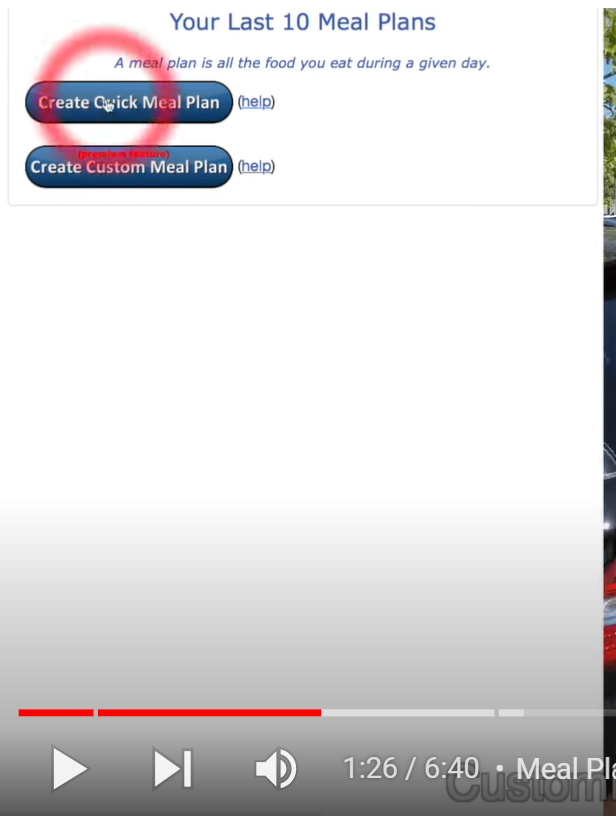 Your Last 10 Meal Plans
A meal plan is all the food you eat during a given day.
Create Quick Meal Plan (help)
(premium feature)
Create Custom Meal Plan (help)
1:26 / 6:40 • Meal Pla
Custom